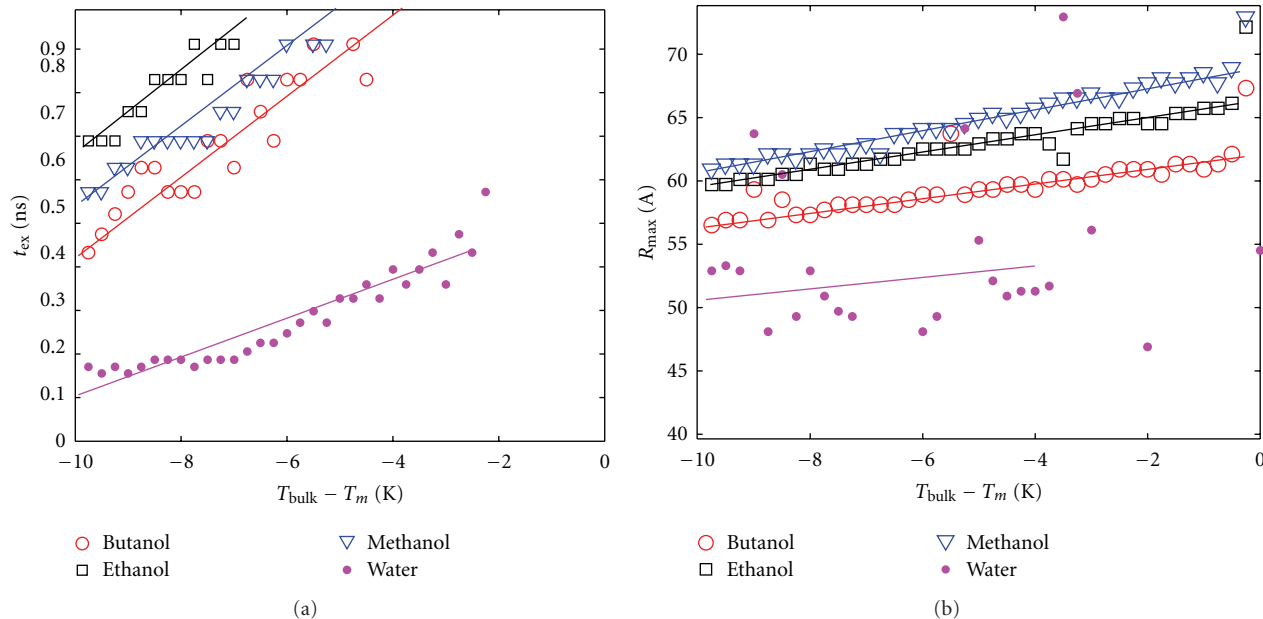 0.9
0.8
0.7
0.6
0.5
0.4
0.3
0.2
0.1
0
t_ex (ns)
−10 −8 −6 −4 −2 0
T_bulk − T_m (K)
Butanol Methanol
Ethanol Water
(a)
70
65
60
55
50
45
40
R_max (A)
−10 −8 −6 −4 −2 0
T_bulk − T_m (K)
Butanol Methanol
Ethanol Water
(b)